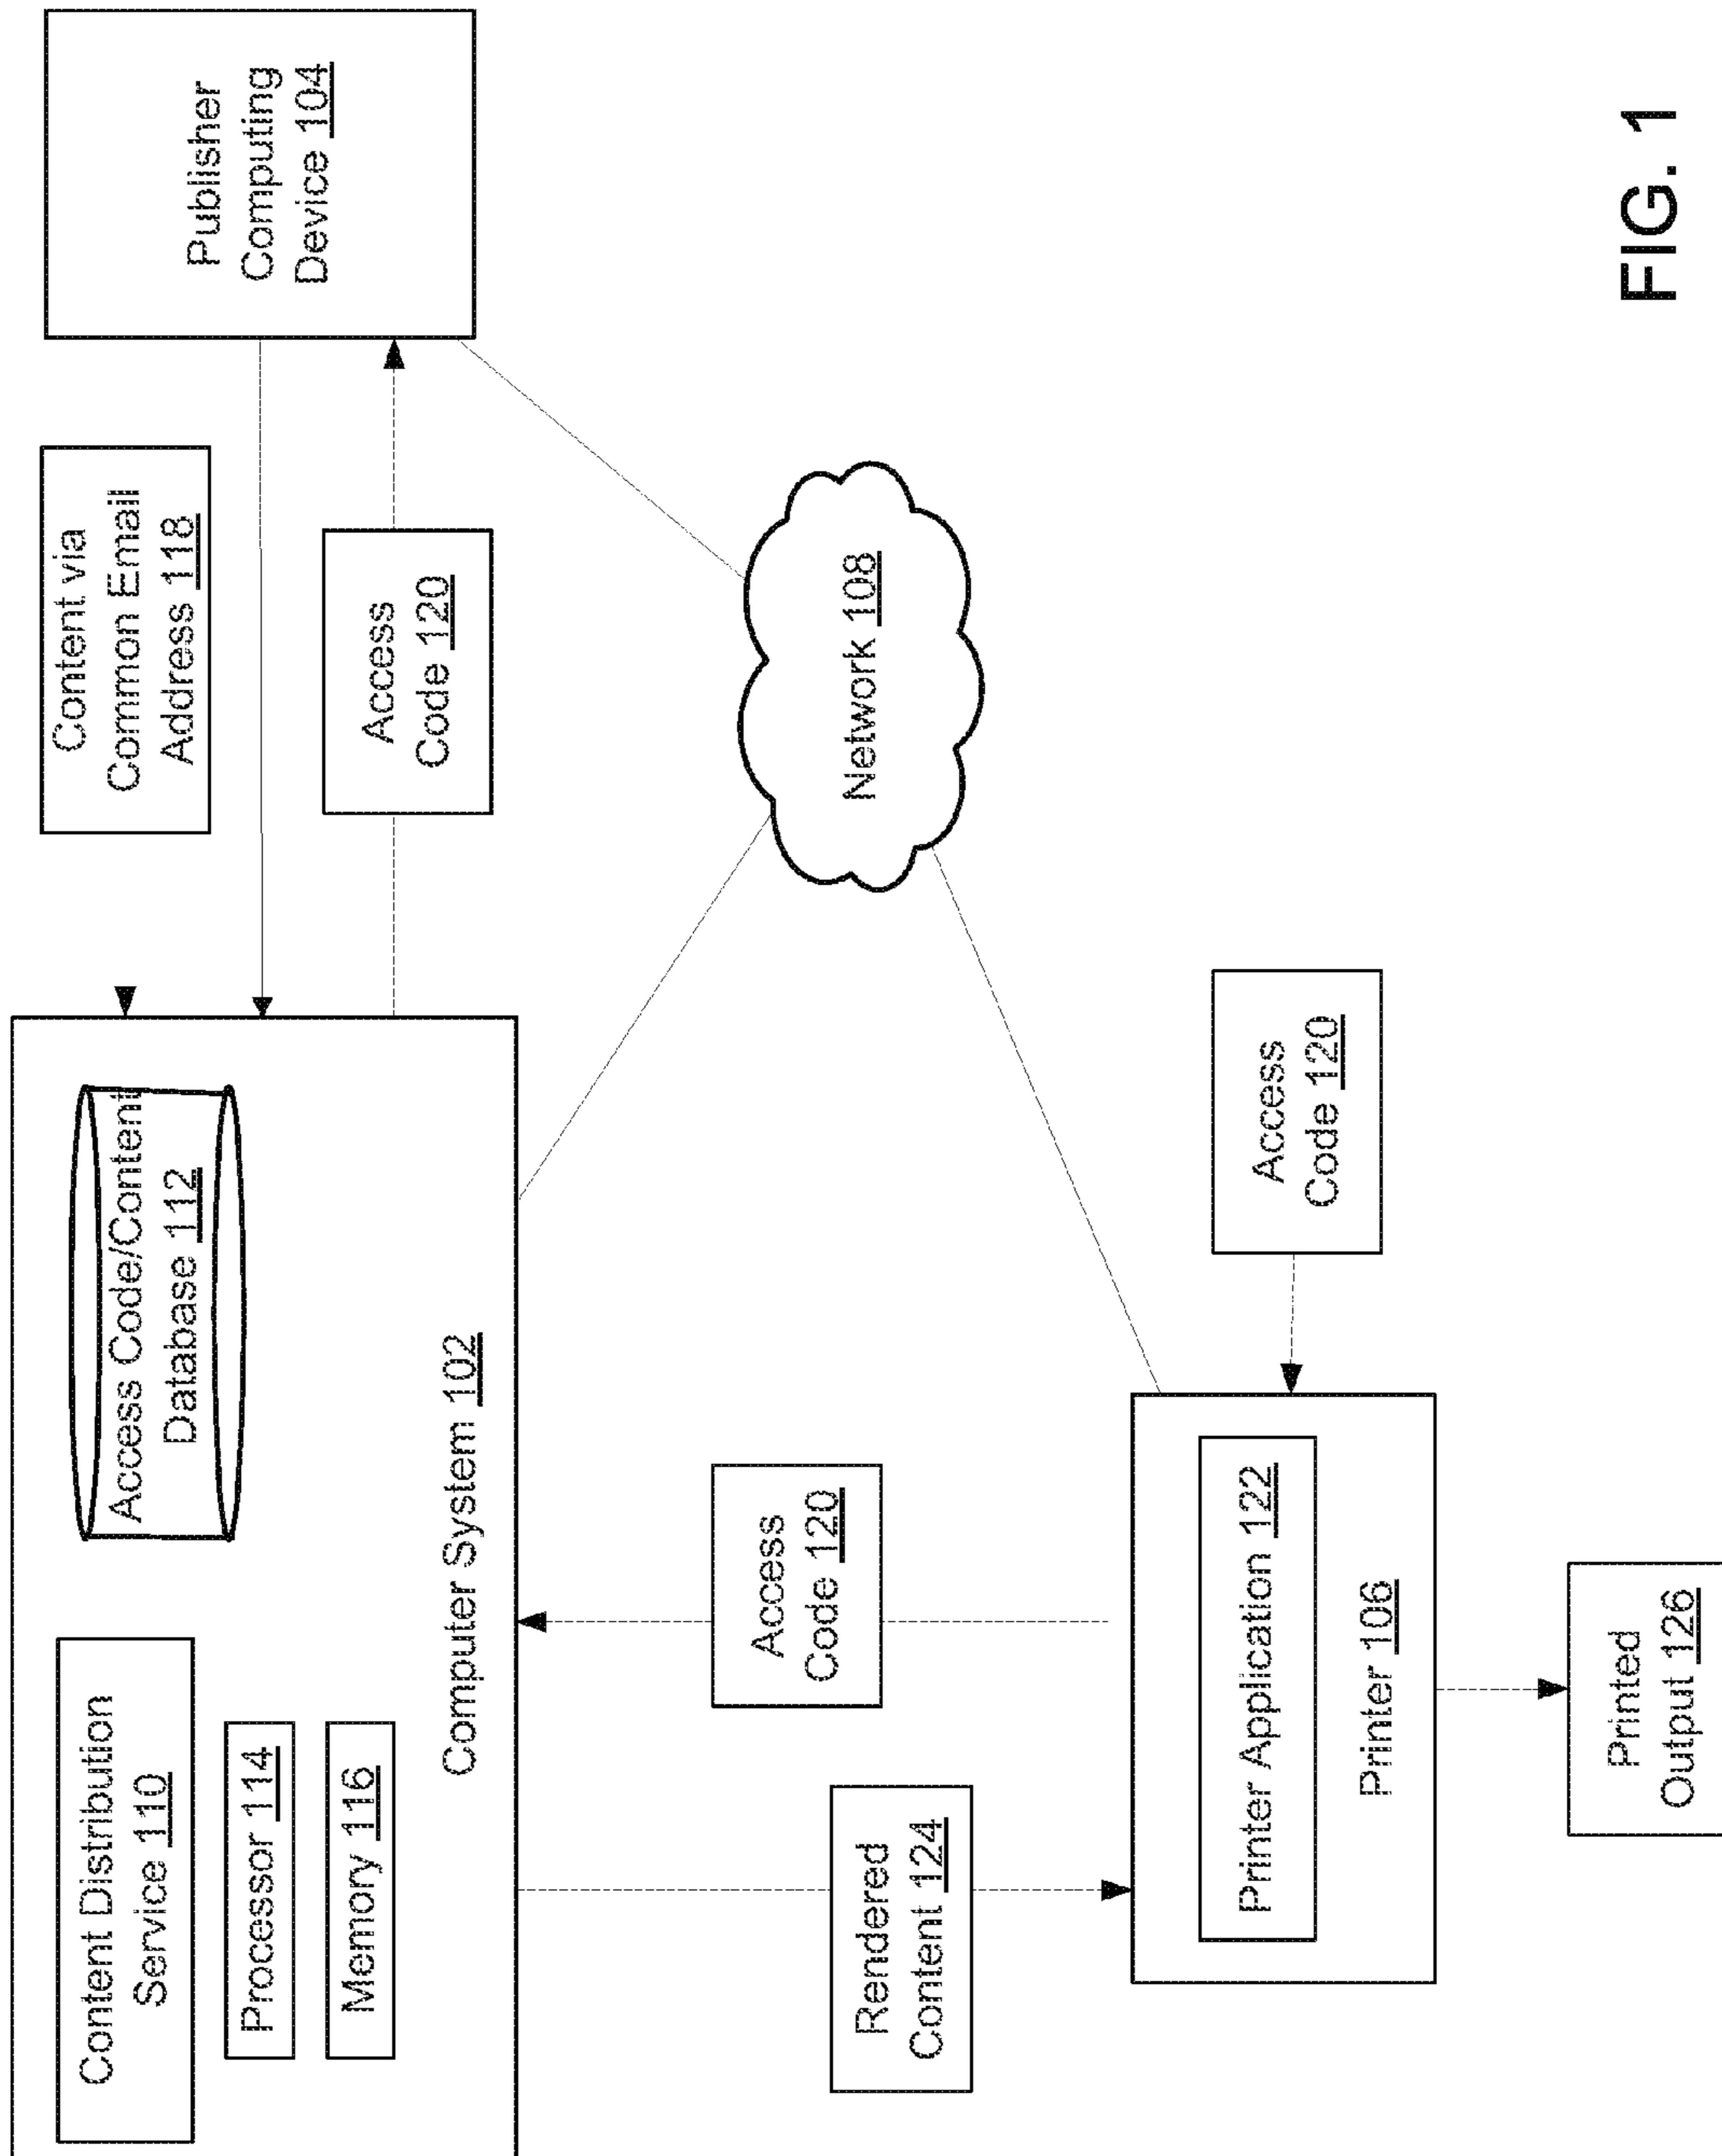 Content Distribution
Service 110
Processor 114
Memory 116
Access Code/Content
Database 112
Computer System 102
Content via
Common Email
Address 118
Access
Code 120
Publisher
Computing
Device 104
Network 108
Rendered
Content 124
Access
Code 120
Access
Code 120
Printer Application 122
Printer 106
Printed
Output 126
FIG. 1